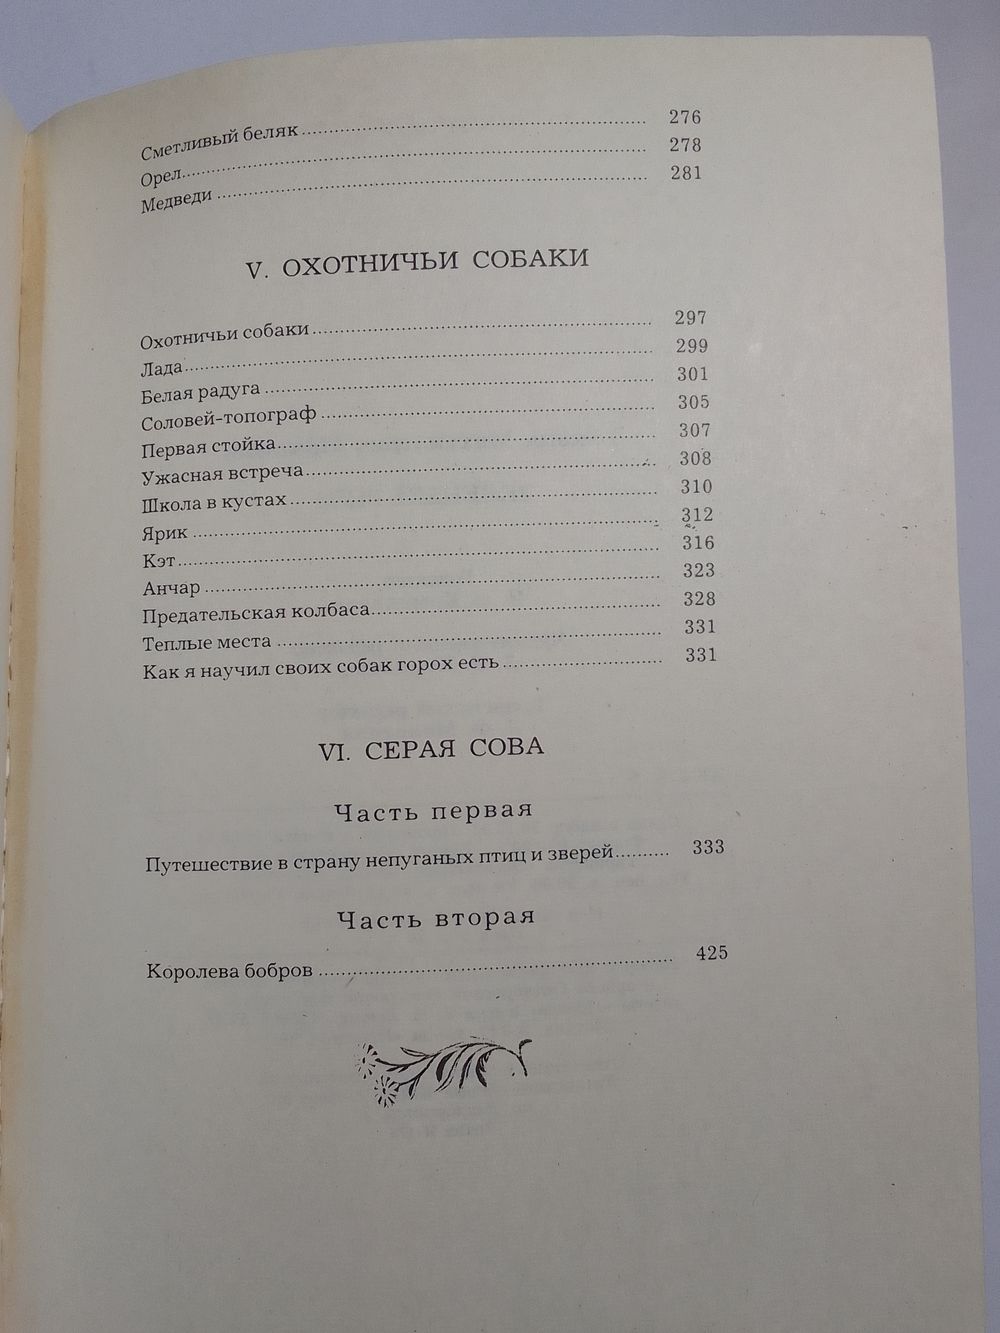 Сметливый беляк ........ 276
Орел ........ 278
Медведи ........ 281
V. ОХОТНИЧЬИ СОБАКИ
Охотничьи собаки ........ 297
Лада ........ 299
Белая радуга ........ 301
Соловей-топограф ........ 305
Первая стойка ........ 307
Ужасная встреча ........ 308
Школа в кустах ........ 310
Ярик ........ 312
Кэт ........ 316
Анчар ........ 323
Предательская колбаса ........ 328
Теплые места ........ 331
Как я научил своих собак горох есть ........ 331
VI. СЕРАЯ СОВА
Часть первая
Путешествие в страну непуганых птиц и зверей ........ 333
Часть вторая
Королева бобров ........ 425